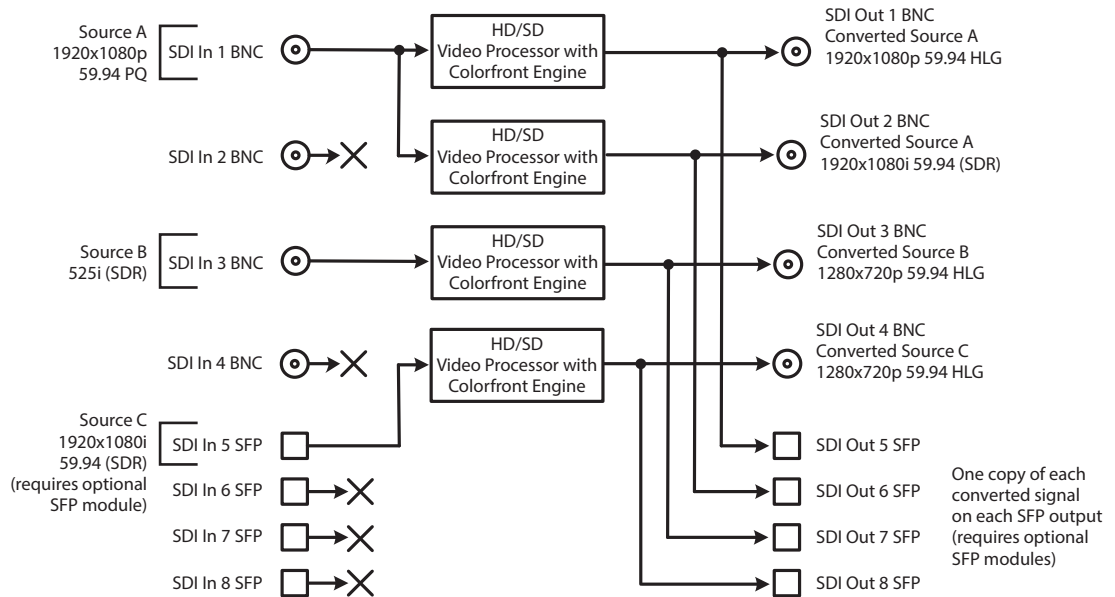 Source A
1920x1080p
59.94 PQ
SDI In 1 BNC
HD/SD
Video Processor with
Colorfront Engine
SDI Out 1 BNC
Converted Source A
1920x1080p 59.94 HLG
SDI In 2 BNC
HD/SD
Video Processor with
Colorfront Engine
SDI Out 2 BNC
Converted Source A
1920x1080i 59.94 (SDR)
Source B
525i (SDR)
SDI In 3 BNC
HD/SD
Video Processor with
Colorfront Engine
SDI Out 3 BNC
Converted Source B
1280x720p 59.94 HLG
SDI In 4 BNC
HD/SD
Video Processor with
Colorfront Engine
SDI Out 4 BNC
Converted Source C
1280x720p 59.94 HLG
Source C
1920x1080i
59.94 (SDR)
(requires optional
SFP module)
SDI In 5 SFP
SDI Out 5 SFP
SDI In 6 SFP
SDI Out 6 SFP
SDI In 7 SFP
SDI Out 7 SFP
SDI In 8 SFP
SDI Out 8 SFP
One copy of each
converted signal
on each SFP output
(requires optional
SFP modules)